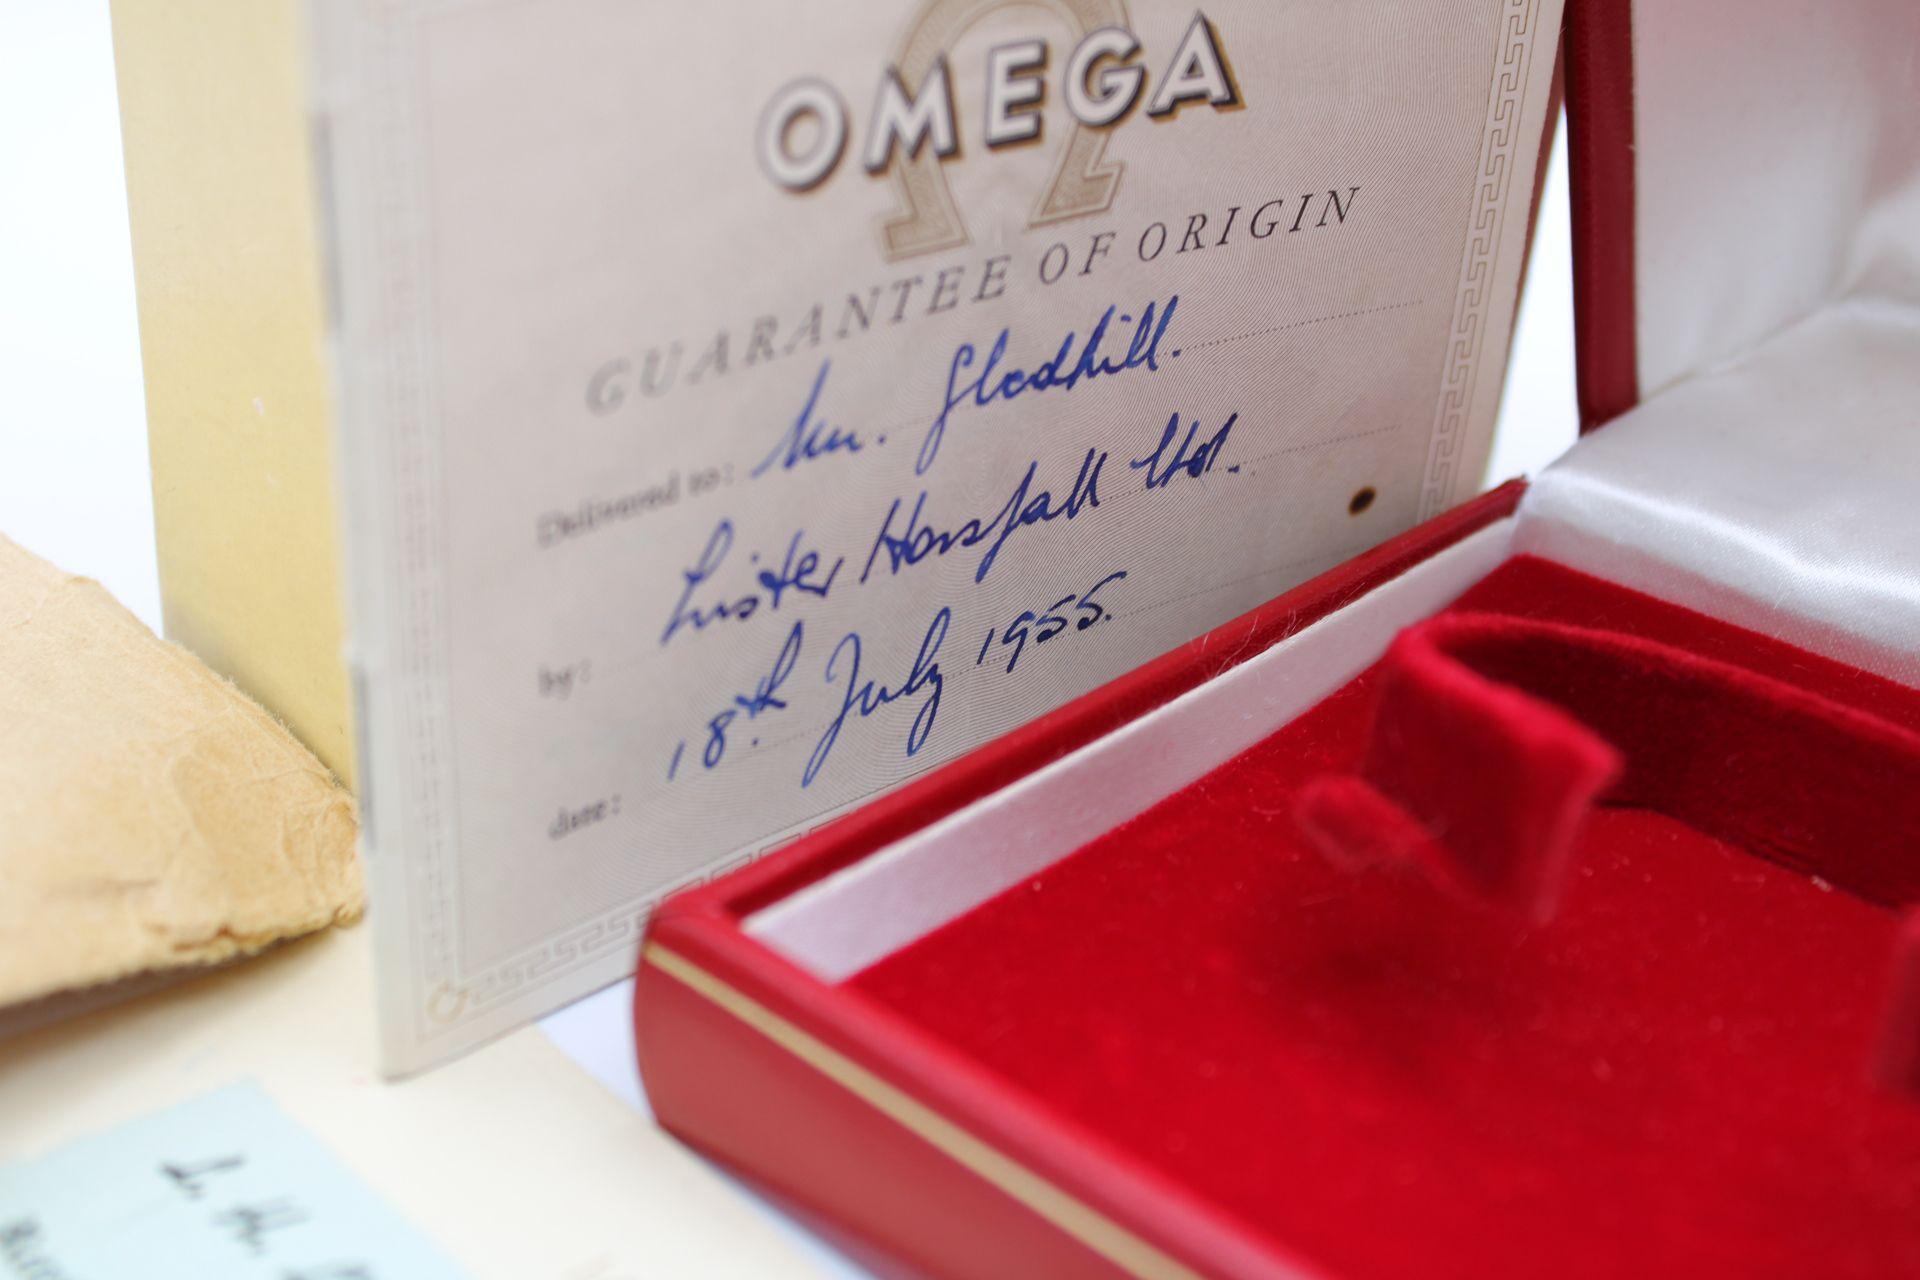 OMEGA
GUARANTEE OF ORIGIN
Delivered to: Mr. Gledhill.
by: Lister Horsfall Ltd.
date: 18th July 1955.
L. H.